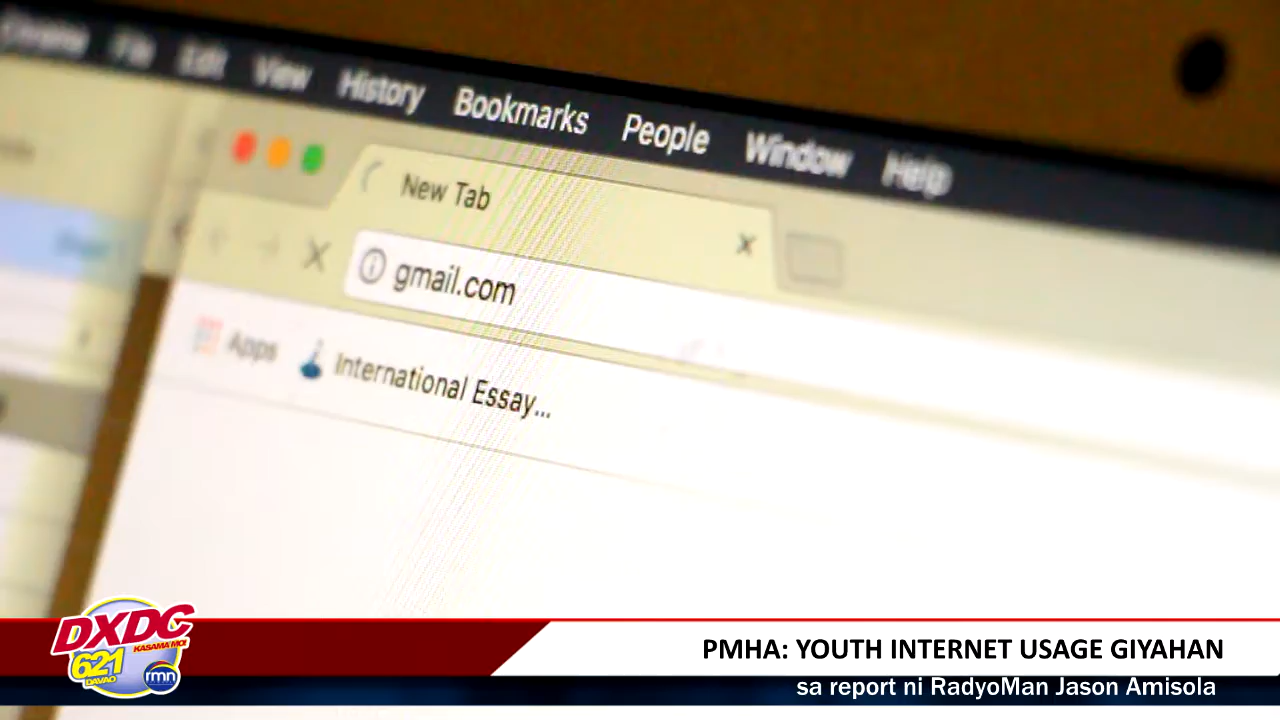 Chrome File Edit View History Bookmarks People Window Help
New Tab
gmail.com
Apps International Essay...
DXDC
KASAMA MO!
621
DAVAO
rmn
PMHA: YOUTH INTERNET USAGE GIYAHAN
sa report ni RadyoMan Jason Amisola